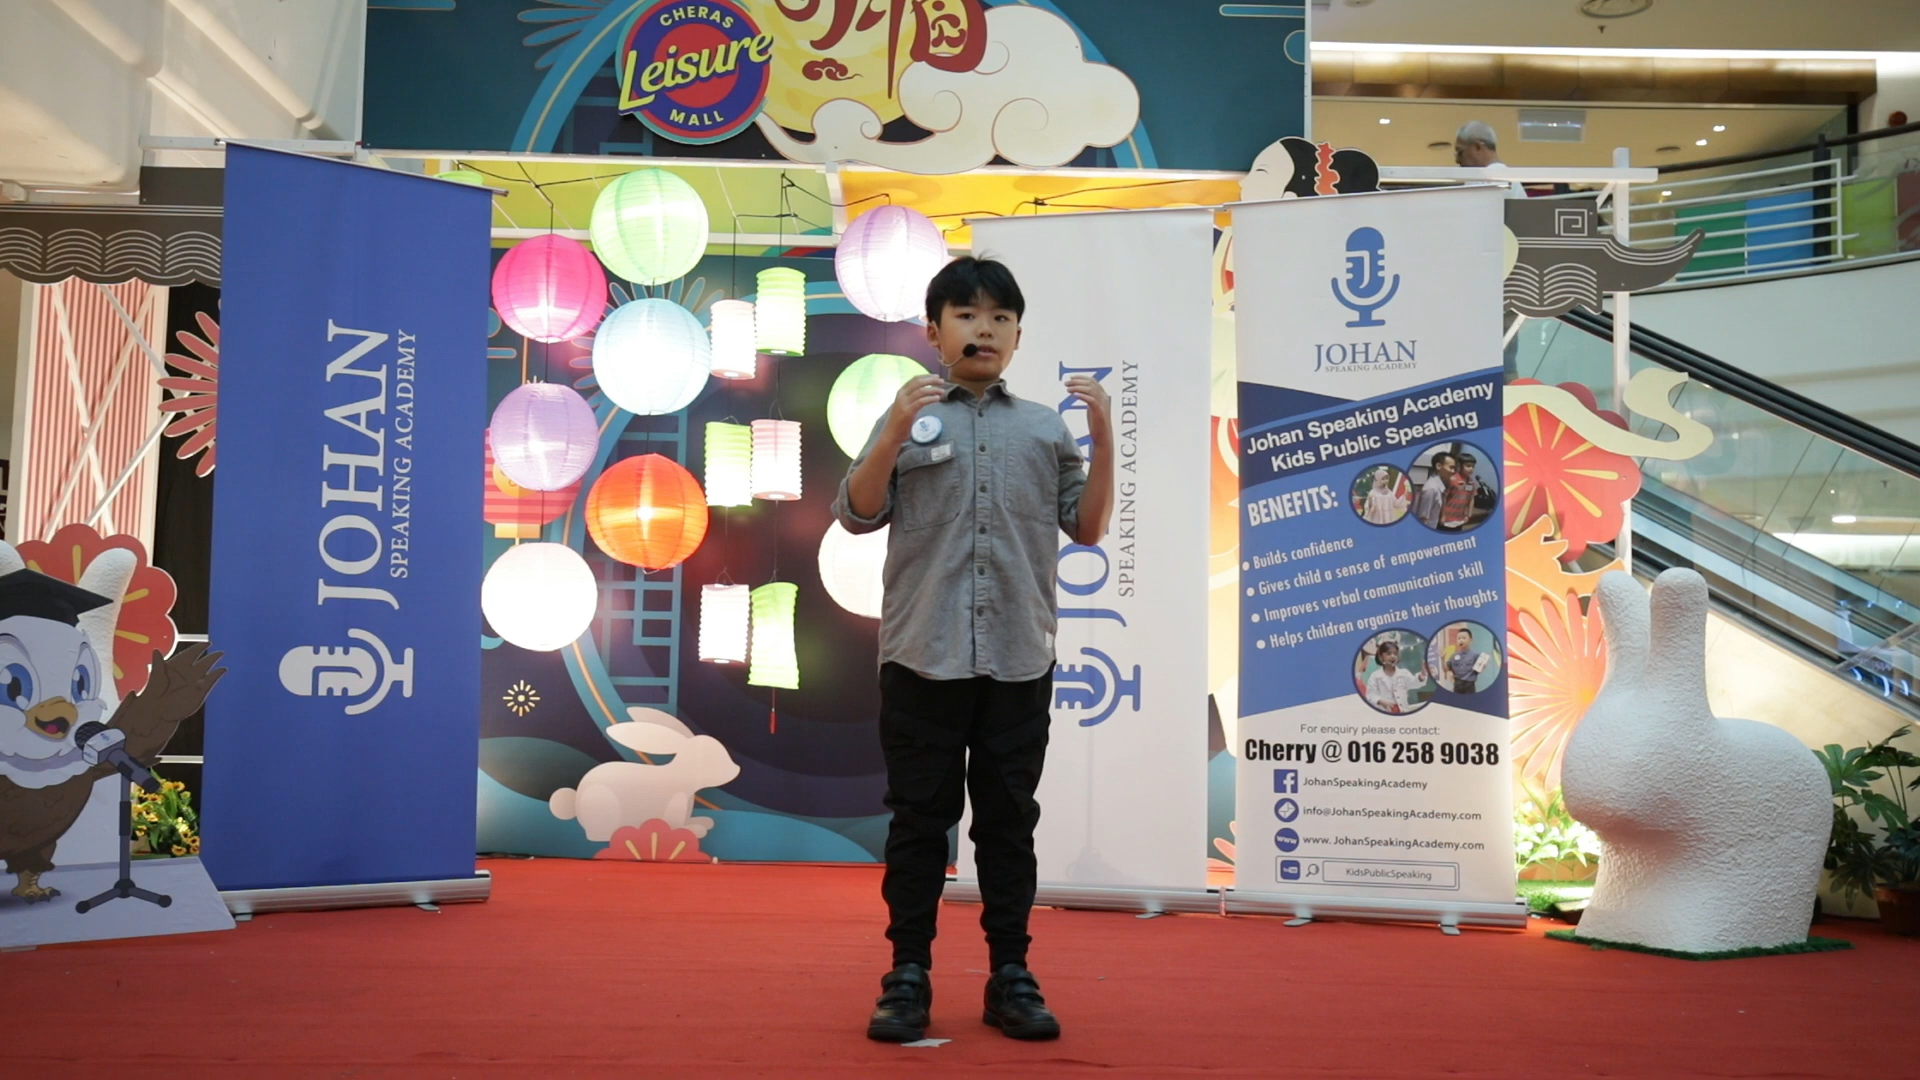 CHERAS
Leisure
MALL
JOHAN
SPEAKING ACADEMY
SPEAKING ACADEMY
JOHAN
SPEAKING ACADEMY
Johan Speaking Academy
Kids Public Speaking
BENEFITS:
• Builds confidence
• Gives child a sense of empowerment
• Improves verbal communication skill
• Helps children organize their thoughts
For enquiry please contact:
Cherry @ 016 258 9038
JohanSpeakingAcademy
info@JohanSpeakingAcademy.com
www. JohanSpeakingAcademy.com
KidsPublicSpeaking